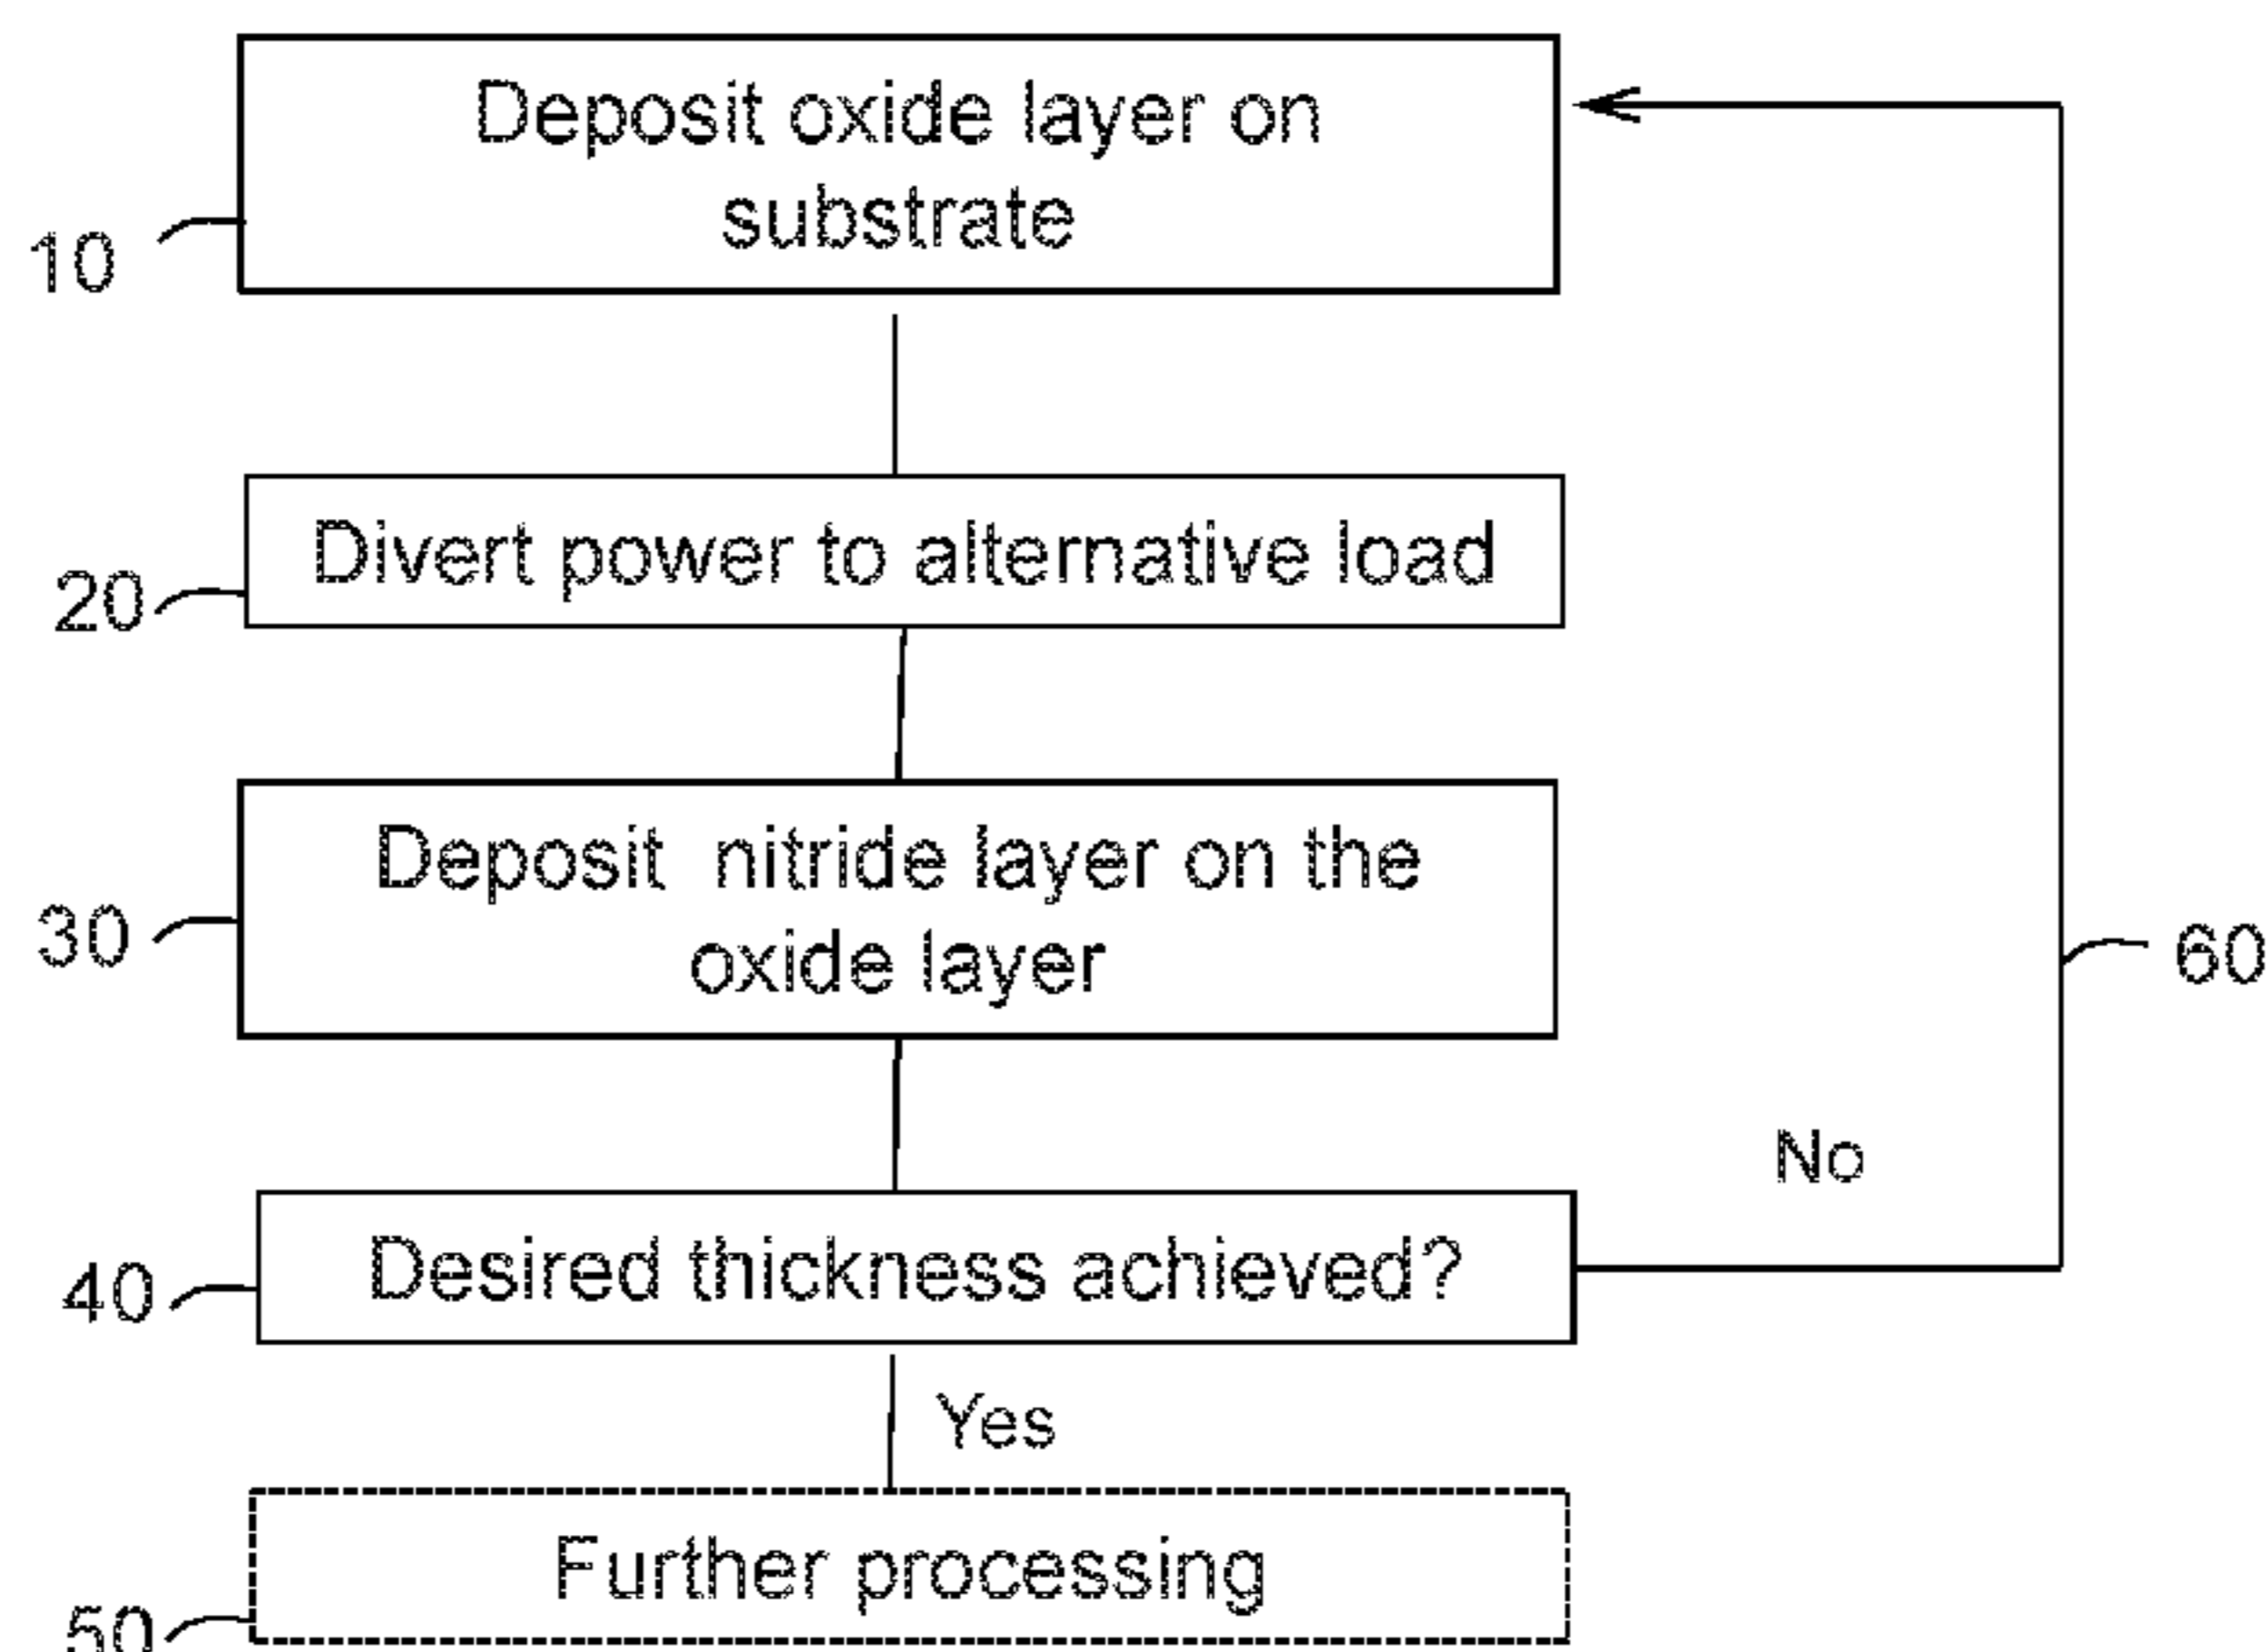 Deposit oxide layer on
substrate
10
Divert power to alternative load
20
Deposit nitride layer on the
oxide layer
30
60
No
Desired thickness achieved?
40
Yes
Further processing
50